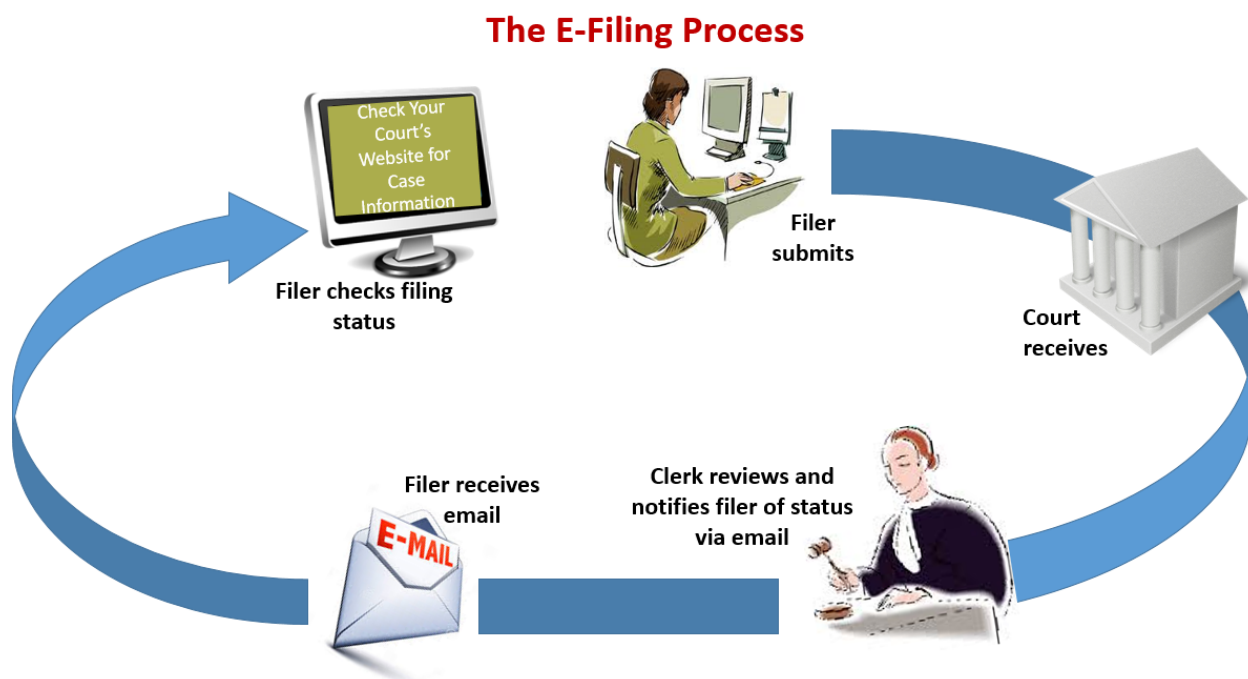 The E-Filing Process
Check Your
Court's
Website for
Case
Information
Filer checks filing
status
Filer
submits
Court
receives
Clerk reviews and
notifies filer of status
via email
Filer receives
email
E-MAIL